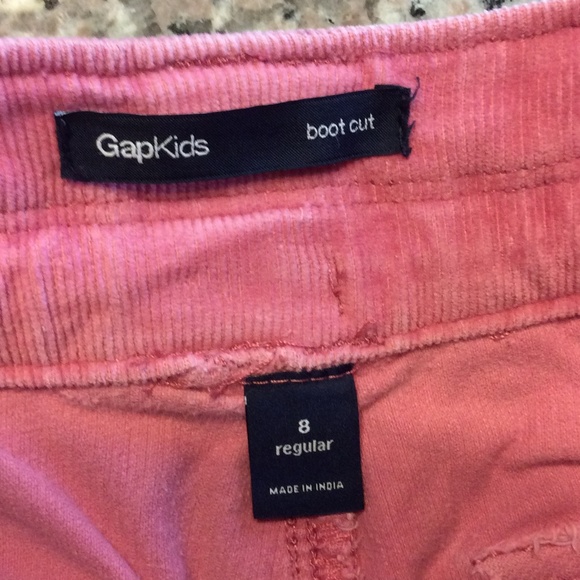 GapKids boot cut
8
regular
MADE IN INDIA